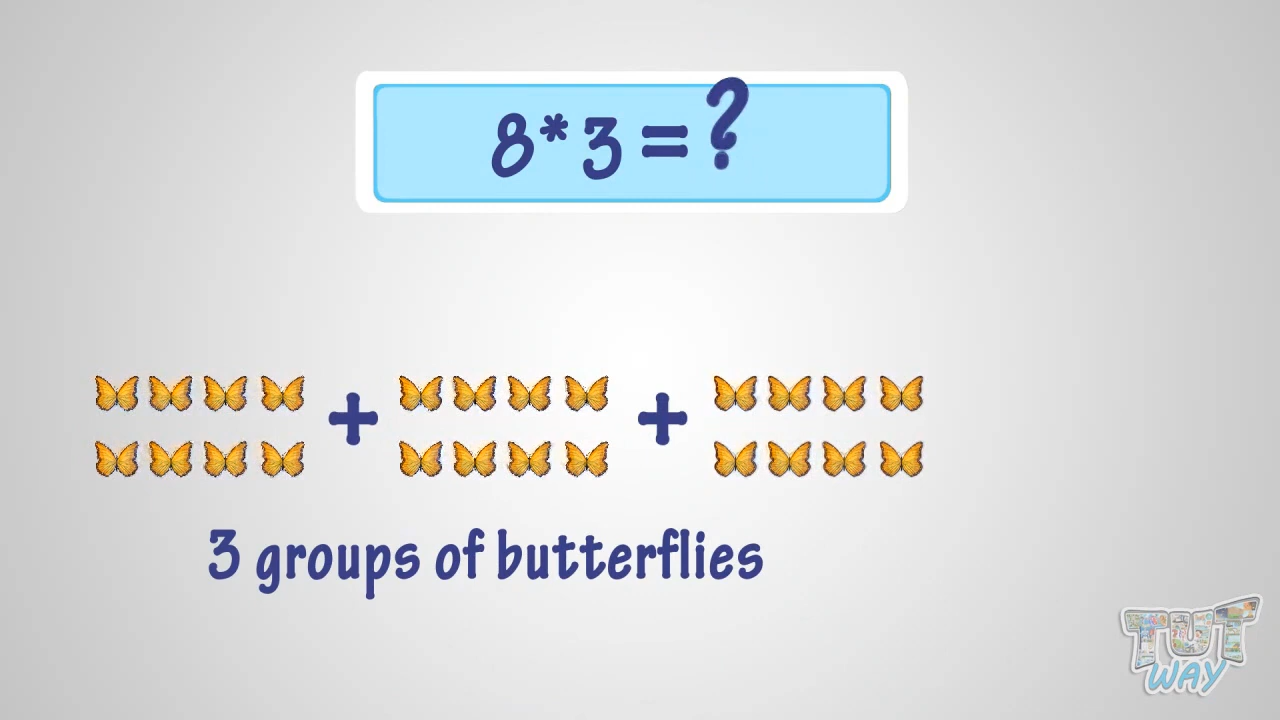 8*3=?
+ +
3 groups of butterflies
TUT
WAY